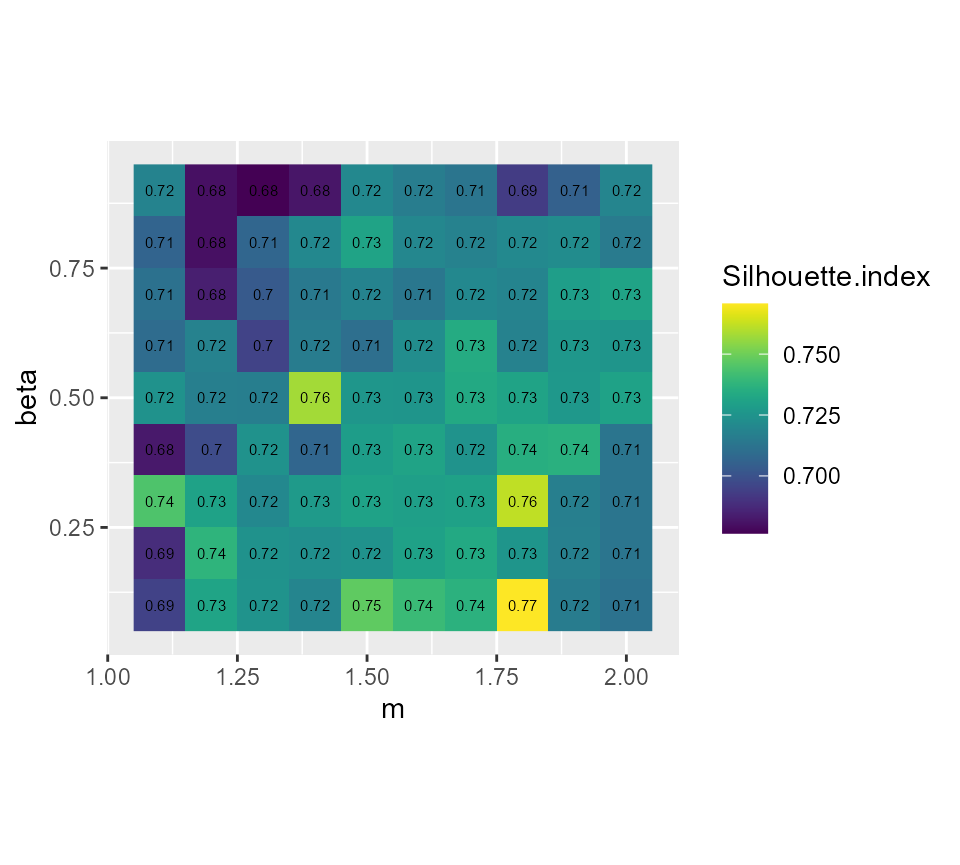 0.72 0.68 0.68 0.68 0.72 0.72 0.71 0.69 0.71 0.72
0.71 0.68 0.71 0.72 0.73 0.72 0.72 0.72 0.72 0.72
0.75
0.71 0.68 0.7 0.71 0.72 0.71 0.72 0.72 0.73 0.73
0.71 0.72 0.7 0.72 0.71 0.72 0.73 0.72 0.73 0.73
0.50
0.72 0.72 0.72 0.76 0.73 0.73 0.73 0.73 0.73 0.73
0.68 0.7 0.72 0.71 0.73 0.73 0.72 0.74 0.74 0.71
0.74 0.73 0.72 0.73 0.73 0.73 0.73 0.76 0.72 0.71
0.25
0.69 0.74 0.72 0.72 0.72 0.73 0.73 0.73 0.72 0.71
0.69 0.73 0.72 0.72 0.75 0.74 0.74 0.77 0.72 0.71
beta
1.00 1.25 1.50 1.75 2.00
m
Silhouette.index
0.750
0.725
0.700